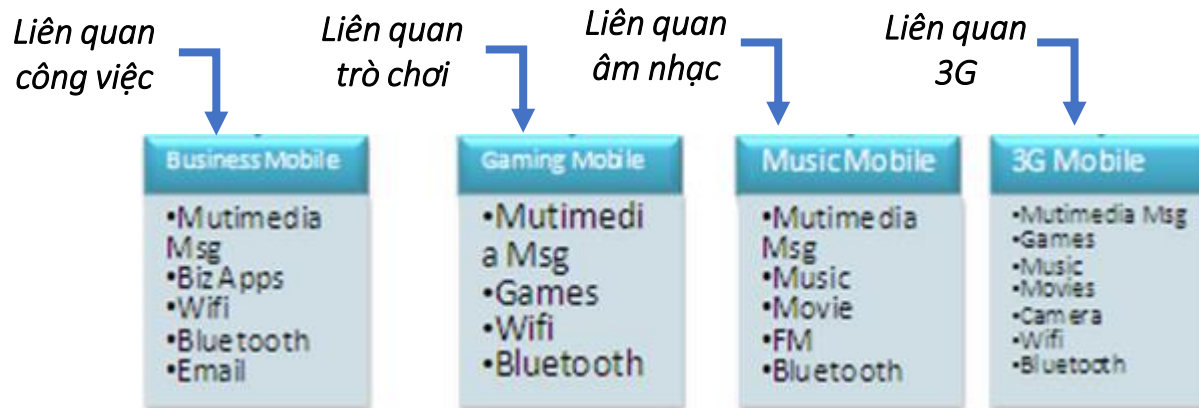 Liên quan
công việc
Liên quan
trò chơi
Liên quan
âm nhạc
Liên quan
3G
Business Mobile
•Mutimedia
Msg
•Biz Apps
•Wifi
•Bluetooth
•Email
Gaming Mobile
•Mutimedi
a Msg
•Games
•Wifi
•Bluetooth
Music Mobile
•Mutimedia
Msg
•Music
•Movie
•FM
•Bluetooth
3G Mobile
•Mutimedia Msg
•Games
•Music
•Movies
•Camera
•Wifi
•Bluetooth